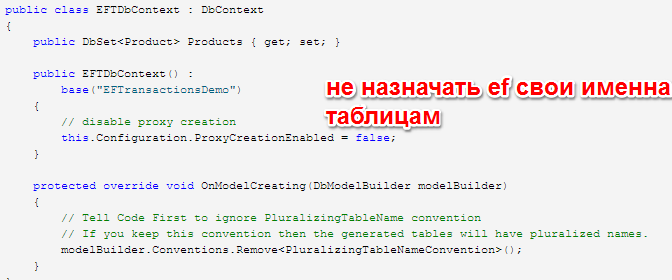 public class EFTDbContext : DbContext
{
public DbSet<Product> Products { get; set; }
public EFTDbContext() :
base("EFTransactionsDemo")
не назначать ef свои именна
{
таблицам
// disable proxy creation
this.Configuration.ProxyCreationEnabled = false;
}
protected override void OnModelCreating(DbModelBuilder modelBuilder)
{
// Tell Code First to ignore PluralizingTableName convention
// If you keep this convention then the generated tables will have pluralized names.
modelBuilder.Conventions.Remove<PluralizingTableNameConvention>();
}
}